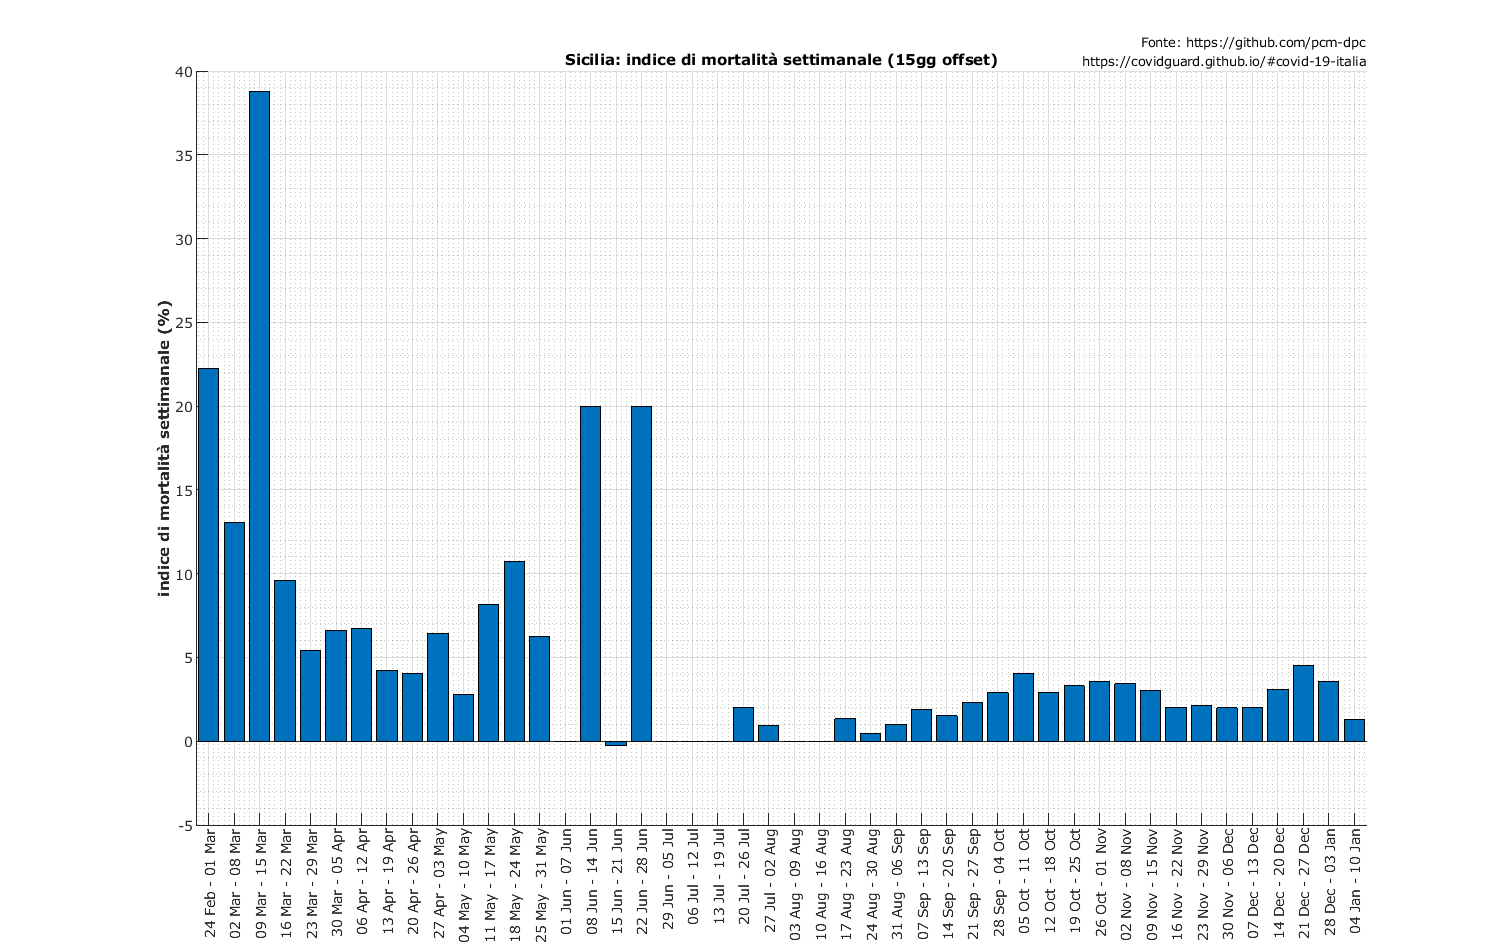 Fonte: https://github.com/pcm-dpc
https://covidguard.github.io/#covid-19-italia
Sicilia: indice di mortalità settimanale (15gg offset)
indice di mortalità settimanale (%)
40
35
30
25
20
15
10
5
0
-5
24 Feb - 01 Mar
02 Mar - 08 Mar
09 Mar - 15 Mar
16 Mar - 22 Mar
23 Mar - 29 Mar
30 Mar - 05 Apr
06 Apr - 12 Apr
13 Apr - 19 Apr
20 Apr - 26 Apr
27 Apr - 03 May
04 May - 10 May
11 May - 17 May
18 May - 24 May
25 May - 31 May
01 Jun - 07 Jun
08 Jun - 14 Jun
15 Jun - 21 Jun
22 Jun - 28 Jun
29 Jun - 05 Jul
06 Jul - 12 Jul
13 Jul - 19 Jul
20 Jul - 26 Jul
27 Jul - 02 Aug
03 Aug - 09 Aug
10 Aug - 16 Aug
17 Aug - 23 Aug
24 Aug - 30 Aug
31 Aug - 06 Sep
07 Sep - 13 Sep
14 Sep - 20 Sep
21 Sep - 27 Sep
28 Sep - 04 Oct
05 Oct - 11 Oct
12 Oct - 18 Oct
19 Oct - 25 Oct
26 Oct - 01 Nov
02 Nov - 08 Nov
09 Nov - 15 Nov
16 Nov - 22 Nov
23 Nov - 29 Nov
30 Nov - 06 Dec
07 Dec - 13 Dec
14 Dec - 20 Dec
21 Dec - 27 Dec
28 Dec - 03 Jan
04 Jan - 10 Jan